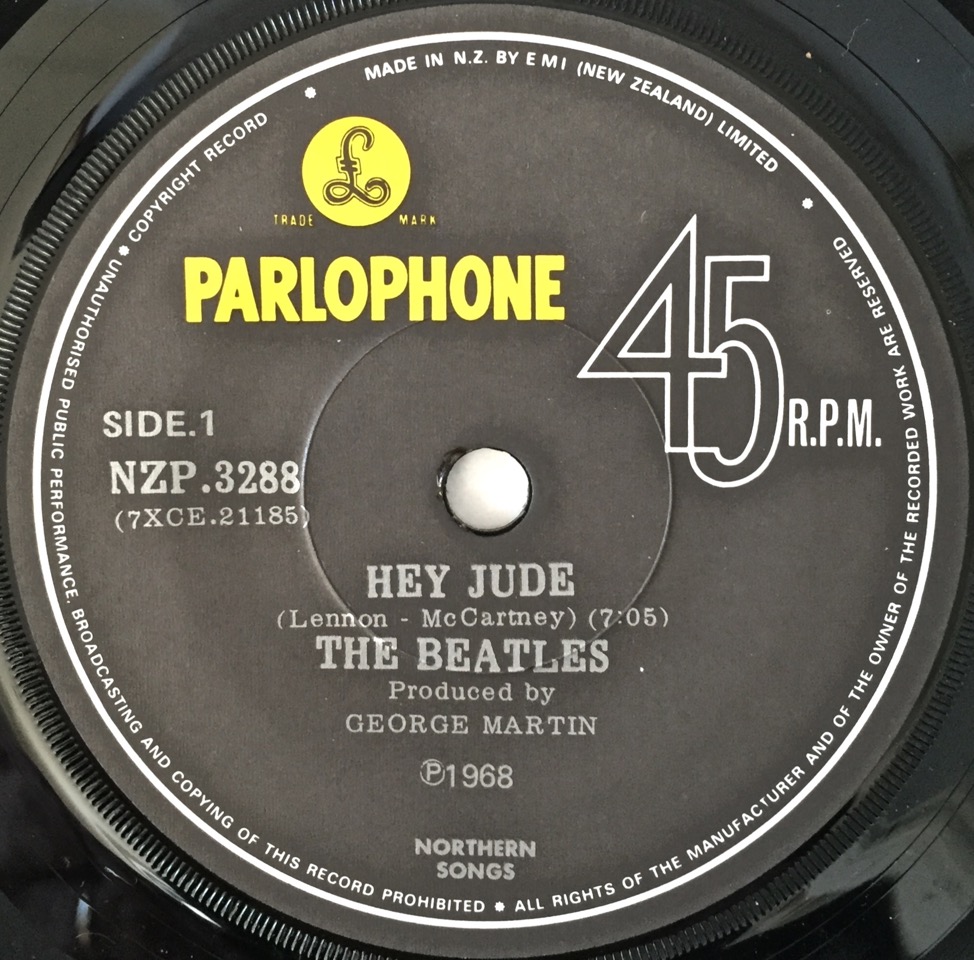 MADE IN N.Z. BY EMI (NEW ZEALAND) LIMITED
COPYRIGHT RECORD
£
TRADE MARK
PARLOPHONE
45 R.P.M.
SIDE.1
NZP.3288
(7XCE.21185)
HEY JUDE
(Lennon - McCartney) (7:05)
THE BEATLES
Produced by
GEORGE MARTIN
℗1968
NORTHERN
SONGS
UNAUTHORISED PUBLIC PERFORMANCE, BROADCASTING AND COPYING OF THIS RECORD PROHIBITED * ALL RIGHTS OF THE MANUFACTURER AND OF THE OWNER OF THE RECORDED WORK ARE RESERVED